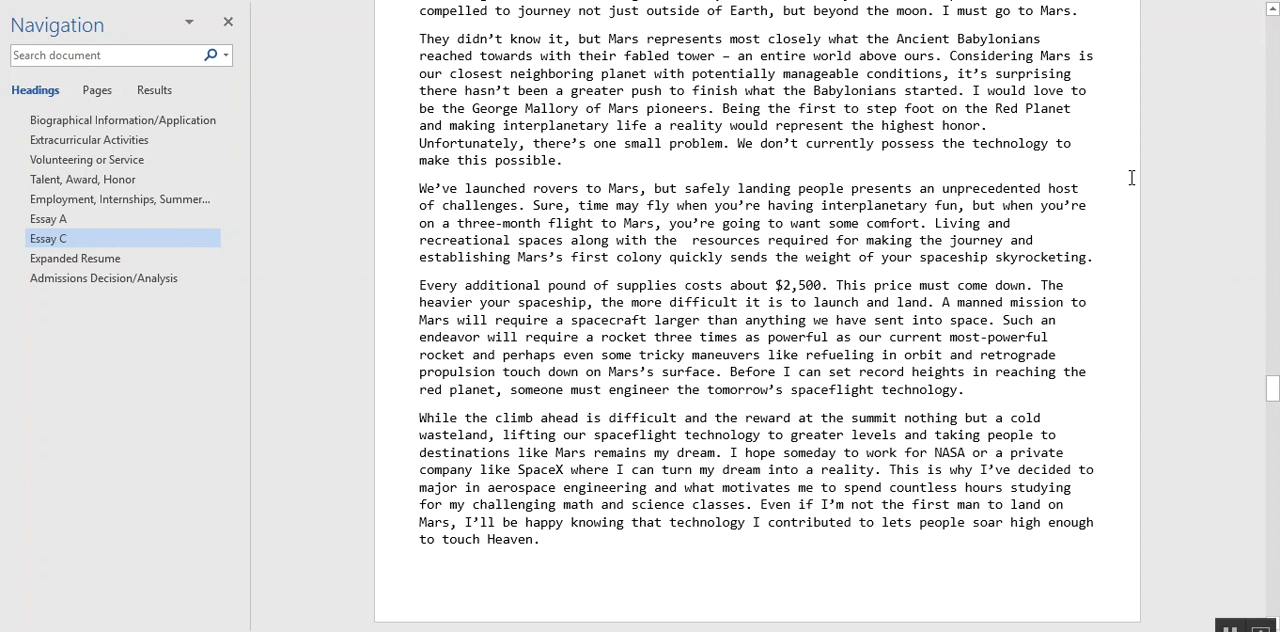 Navigation
Search document
Headings Pages Results
Biographical Information/Application
Extracurricular Activities
Volunteering or Service
Talent, Award, Honor
Employment, Internships, Summer...
Essay A
Essay C
Expanded Resume
Admissions Decision/Analysis
compelled to journey not just outside of Earth, but beyond the moon. I must go to Mars.
They didn’t know it, but Mars represents most closely what the Ancient Babylonians
reached towards with their fabled tower – an entire world above ours. Considering Mars is
our closest neighboring planet with potentially manageable conditions, it’s surprising
there hasn’t been a greater push to finish what the Babylonians started. I would love to
be the George Mallory of Mars pioneers. Being the first to step foot on the Red Planet
and making interplanetary life a reality would represent the highest honor.
Unfortunately, there’s one small problem. We don’t currently possess the technology to
make this possible.
We’ve launched rovers to Mars, but safely landing people presents an unprecedented host
of challenges. Sure, time may fly when you’re having interplanetary fun, but when you’re
on a three-month flight to Mars, you’re going to want some comfort. Living and
recreational spaces along with the  resources required for making the journey and
establishing Mars’s first colony quickly sends the weight of your spaceship skyrocketing.
Every additional pound of supplies costs about $2,500. This price must come down. The
heavier your spaceship, the more difficult it is to launch and land. A manned mission to
Mars will require a spacecraft larger than anything we have sent into space. Such an
endeavor will require a rocket three times as powerful as our current most-powerful
rocket and perhaps even some tricky maneuvers like refueling in orbit and retrograde
propulsion touch down on Mars’s surface. Before I can set record heights in reaching the
red planet, someone must engineer the tomorrow’s spaceflight technology.
While the climb ahead is difficult and the reward at the summit nothing but a cold
wasteland, lifting our spaceflight technology to greater levels and taking people to
destinations like Mars remains my dream. I hope someday to work for NASA or a private
company like SpaceX where I can turn my dream into a reality. This is why I’ve decided to
major in aerospace engineering and what motivates me to spend countless hours studying
for my challenging math and science classes. Even if I’m not the first man to land on
Mars, I’ll be happy knowing that technology I contributed to lets people soar high enough
to touch Heaven.